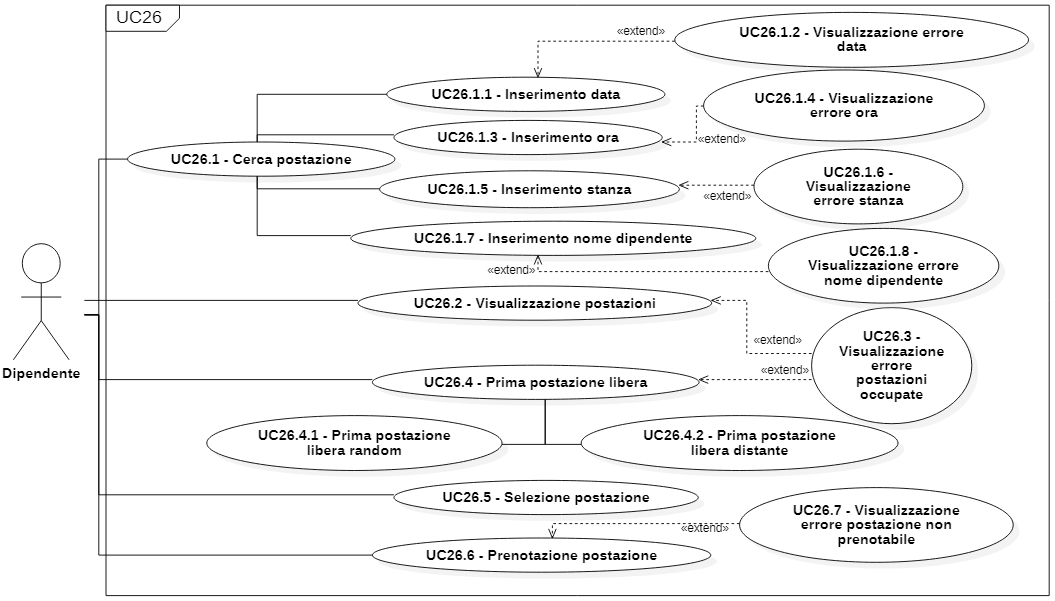 UC26
«extend»
UC26.1.2 - Visualizzazione errore
data
UC26.1.1 - Inserimento data
UC26.1.4 - Visualizzazione
errore ora
UC26.1.3 - Inserimento ora
«extend»
UC26.1 - Cerca postazione
UC26.1.5 - Inserimento stanza
«extend»
UC26.1.6 -
Visualizzazione
errore stanza
UC26.1.7 - Inserimento nome dipendente
«extend»
UC26.1.8 -
Visualizzazione errore
nome dipendente
UC26.2 - Visualizzazione postazioni
«extend»
UC26.3 -
Visualizzazione
errore
postazioni
occupate
«extend»
Dipendente
UC26.4 - Prima postazione libera
UC26.4.1 - Prima postazione
libera random
UC26.4.2 - Prima postazione
libera distante
UC26.5 - Selezione postazione
«extend»
UC26.7 - Visualizzazione
errore postazione non
prenotabile
UC26.6 - Prenotazione postazione